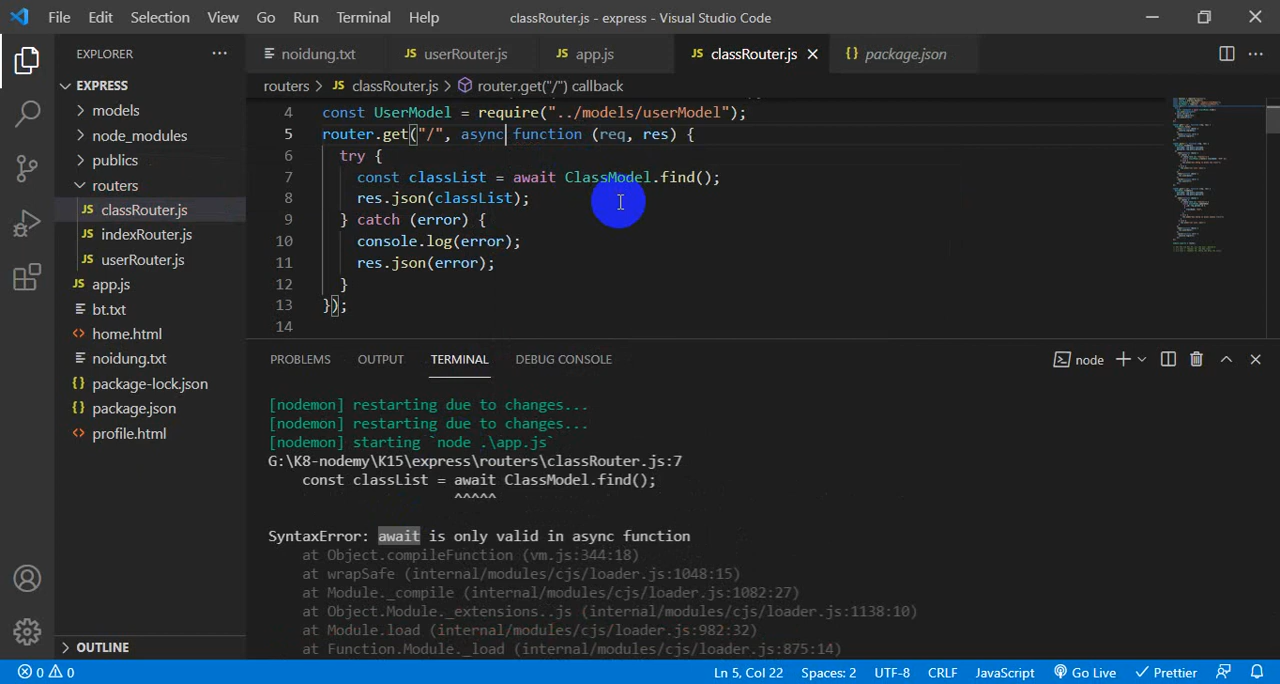 File Edit Selection View Go Run Terminal Help classRouter.js - express - Visual Studio Code
EXPLORER ...
noidung.txt JS userRouter.js JS app.js JS classRouter.js {} package.json
EXPRESS
models
node_modules
publics
routers
JS classRouter.js
JS indexRouter.js
JS userRouter.js
JS app.js
bt.txt
home.html
noidung.txt
{} package-lock.json
{} package.json
profile.html
OUTLINE
routers > JS classRouter.js > router.get("/") callback
4 const UserModel = require("../models/userModel");
5 router.get("/", async function (req, res) {
6 try {
7 const classList = await ClassModel.find();
8 res.json(classList);
9 } catch (error) {
10 console.log(error);
11 res.json(error);
12 }
13 });
14
PROBLEMS OUTPUT TERMINAL DEBUG CONSOLE node
[nodemon] restarting due to changes...
[nodemon] restarting due to changes...
[nodemon] starting `node .\app.js`
G:\K8-nodemy\K15\express\routers\classRouter.js:7
const classList = await ClassModel.find();
^^^^^
SyntaxError: await is only valid in async function
at Object.compileFunction (vm.js:344:18)
at wrapSafe (internal/modules/cjs/loader.js:1048:15)
at Module._compile (internal/modules/cjs/loader.js:1082:27)
at Object.Module._extensions..js (internal/modules/cjs/loader.js:1138:10)
at Module.load (internal/modules/cjs/loader.js:982:32)
at Function.Module._load (internal/modules/cjs/loader.js:875:14)
0 0 Ln 5, Col 22 Spaces: 2 UTF-8 CRLF JavaScript Go Live Prettier